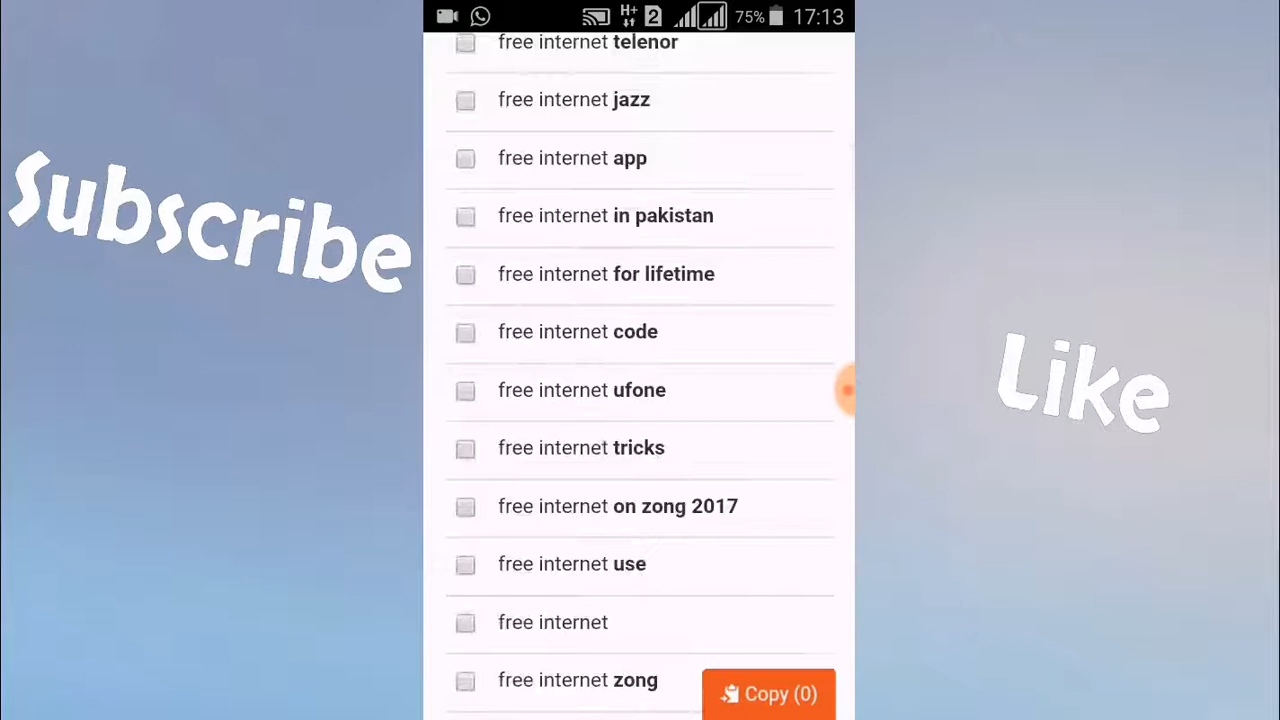 H+ 2 75% 17:13
free internet telenor
free internet jazz
free internet app
free internet in pakistan
free internet for lifetime
free internet code
free internet ufone
free internet tricks
free internet on zong 2017
free internet use
free internet
free internet zong
Copy (0)
Subscribe
Like